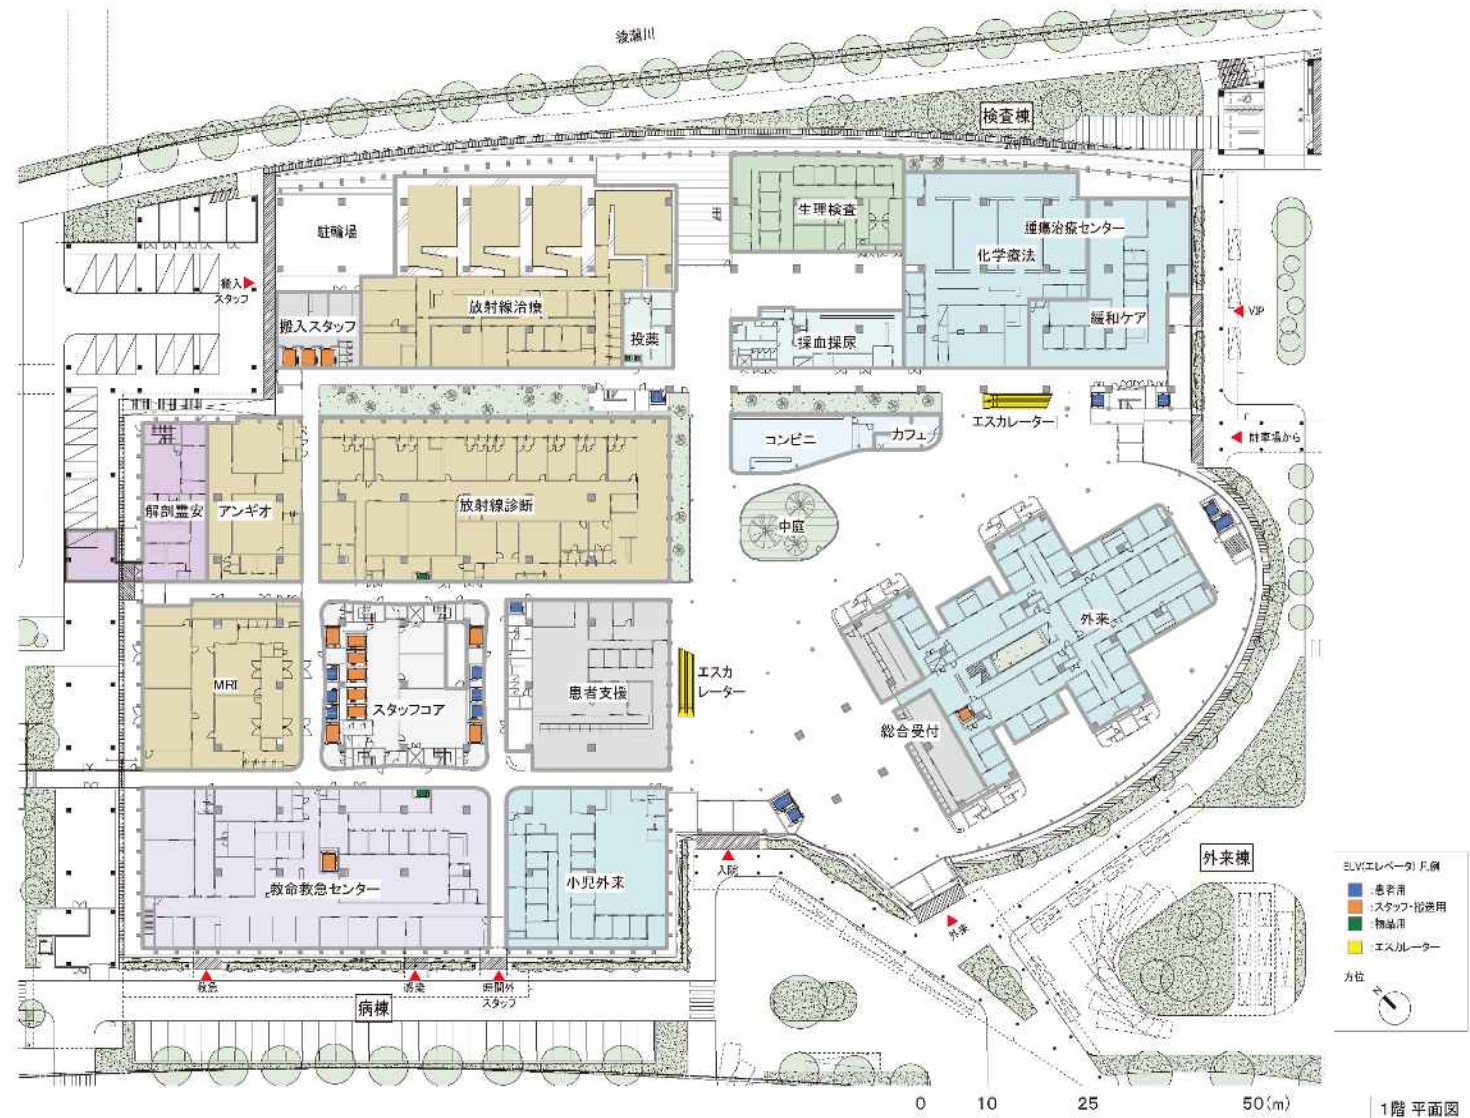 綾瀬川
検査棟
生理検査
腫瘍治療センター
化学療法
駐輪場
搬入
スタッフ
放射線治療
緩和ケア
VIP
搬入スタッフ
投薬
採血採尿
エスカレーター
駐車場から
コンビニ
カフェ
解剖霊安
アンギオ
放射線診断
中庭
外来
エスカ
レーター
MRI
患者支援
スタッフコア
総合受付
外来棟
入院
救命救急センター
小児外来
外来
救急
感染
時間外
スタッフ
病棟
ELV(エレベータ) 凡例
:患者用
:スタッフ・搬送用
:物品用
:エスカレーター
方位
N
0 10 25 50(m)
1階 平面図